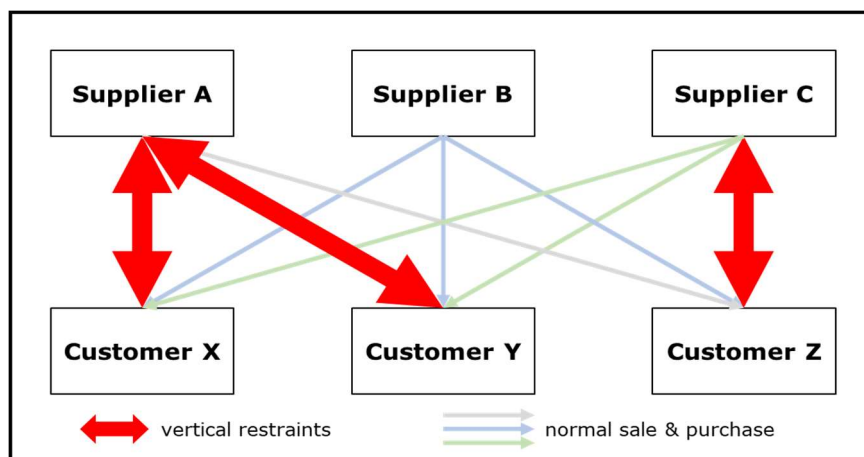 Supplier A
Supplier B
Supplier C
Customer X
Customer Y
Customer Z
vertical restraints
normal sale & purchase